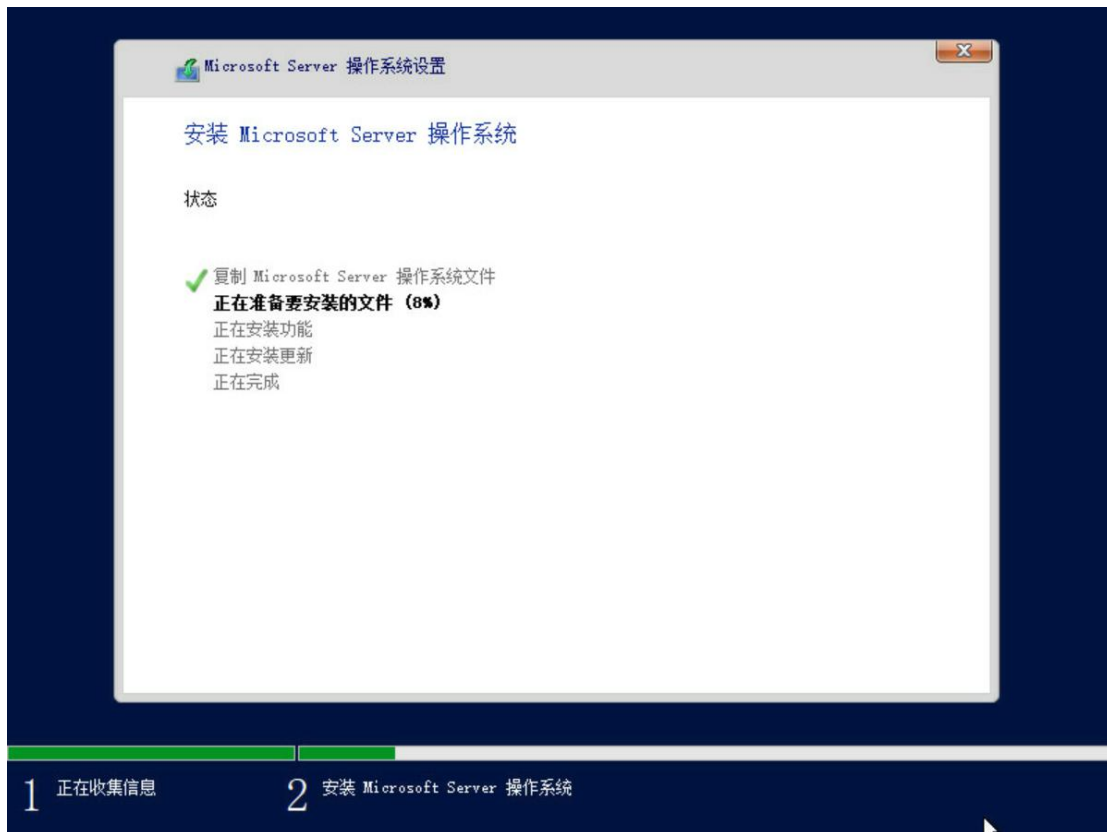 Microsoft Server 操作系统设置
安装 Microsoft Server 操作系统
状态
复制 Microsoft Server 操作系统文件
正在准备要安装的文件 (8%)
正在安装功能
正在安装更新
正在完成
1 正在收集信息
2 安装 Microsoft Server 操作系统